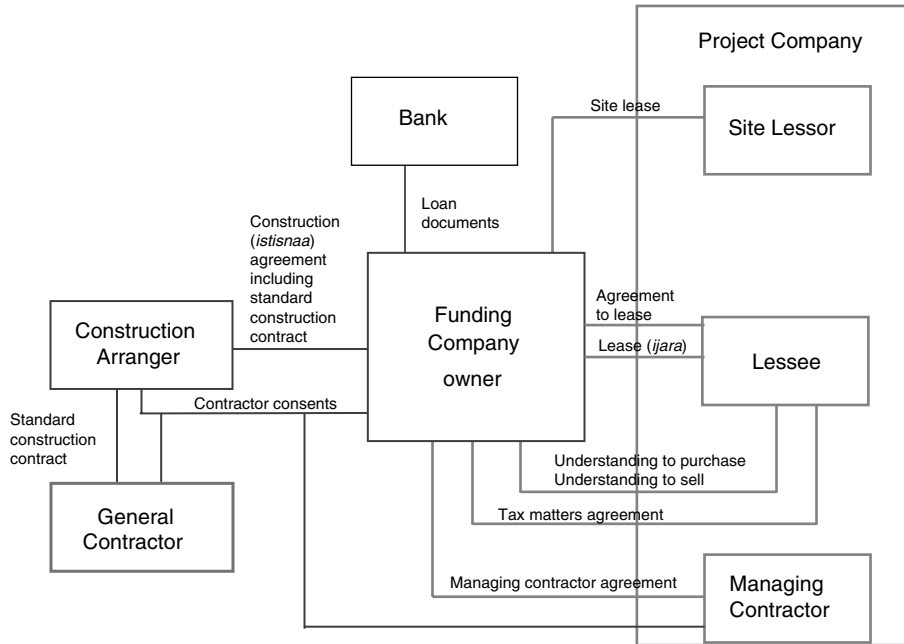 Project Company
Bank
Site lease
Site Lessor
Loan
documents
Construction
(istisnaa)
agreement
including
standard
construction
contract
Construction
Arranger
Funding
Company
owner
Agreement
to lease
Lease (ijara)
Lessee
Contractor consents
Standard
construction
contract
General
Contractor
Understanding to purchase
Understanding to sell
Tax matters agreement
Managing contractor agreement
Managing
Contractor